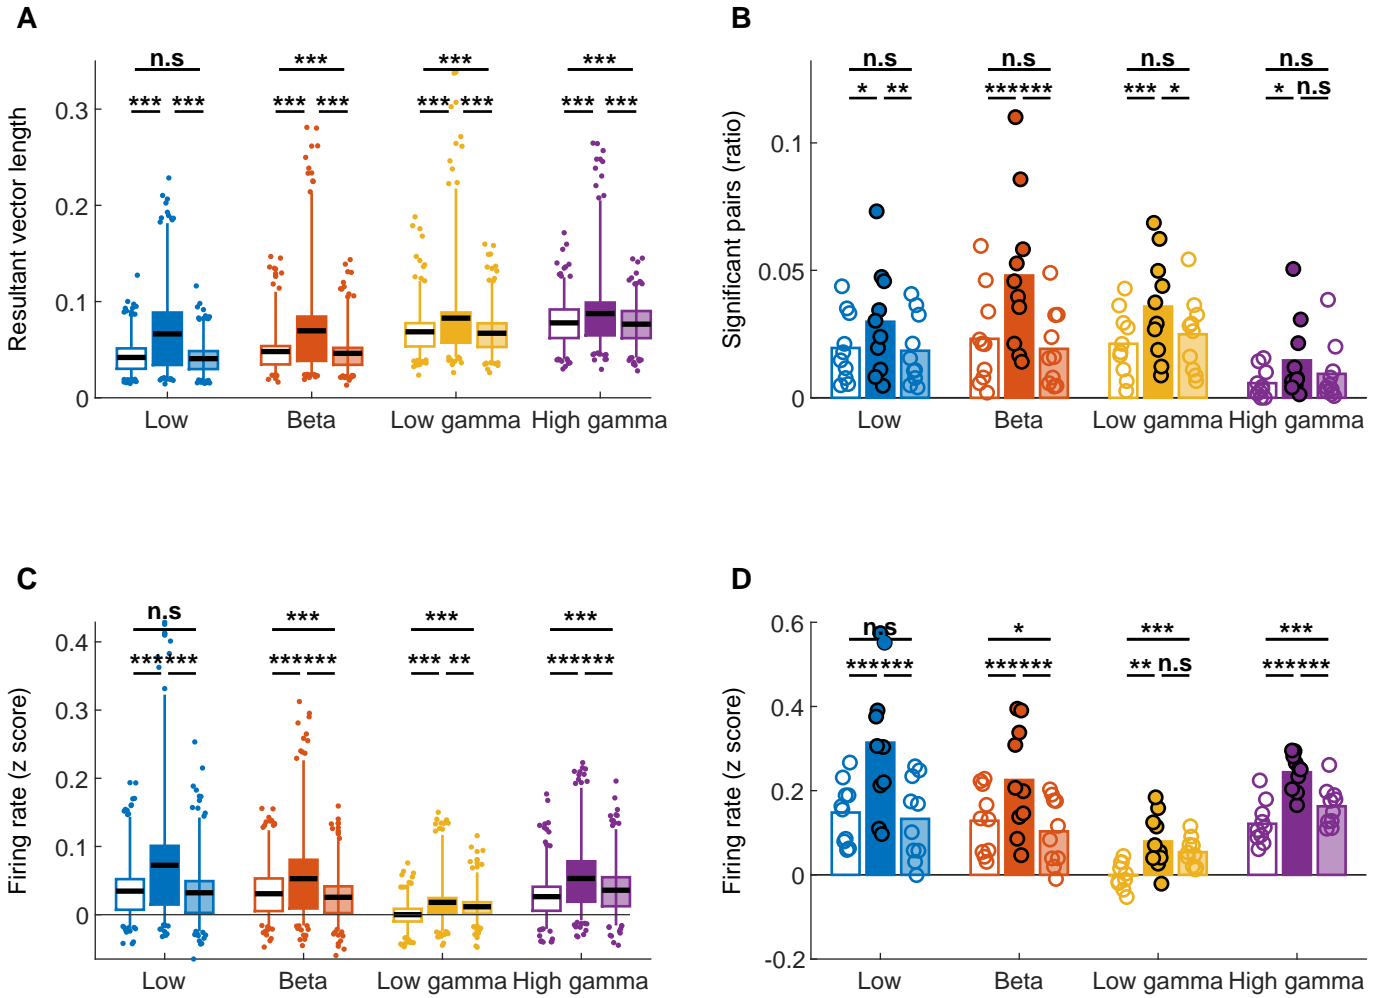 A
n.s *** *** ***
*** *** *** *** *** *** *** ***
Resultant vector length
0.3
0.2
0.1
0
Low Beta Low gamma High gamma
B
n.s n.s n.s n.s
* ** *** *** *** * * n.s
Significant pairs (ratio)
0.1
0.05
0
Low Beta Low gamma High gamma
C
n.s *** *** ***
*** *** *** *** *** ** *** ***
Firing rate (z score)
0.4
0.3
0.2
0.1
0
Low Beta Low gamma High gamma
D
n.s * *** ***
*** *** *** *** ** n.s *** ***
Firing rate (z score)
0.6
0.4
0.2
0
-0.2
Low Beta Low gamma High gamma